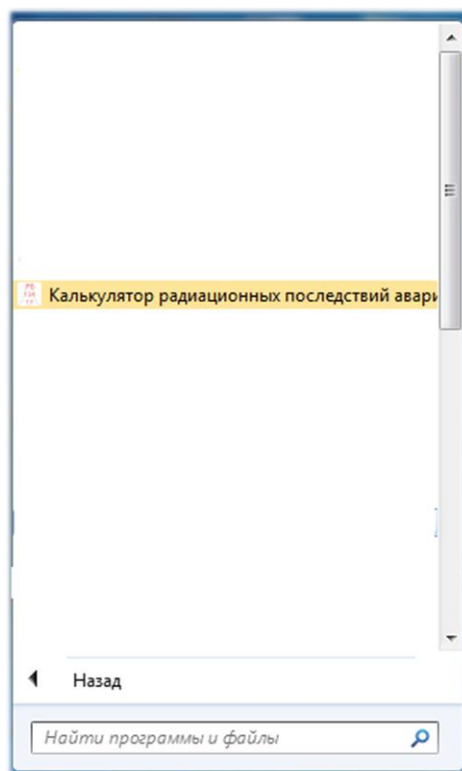 Калькулятор радиационных последствий авари
Назад
Найти программы и файлы